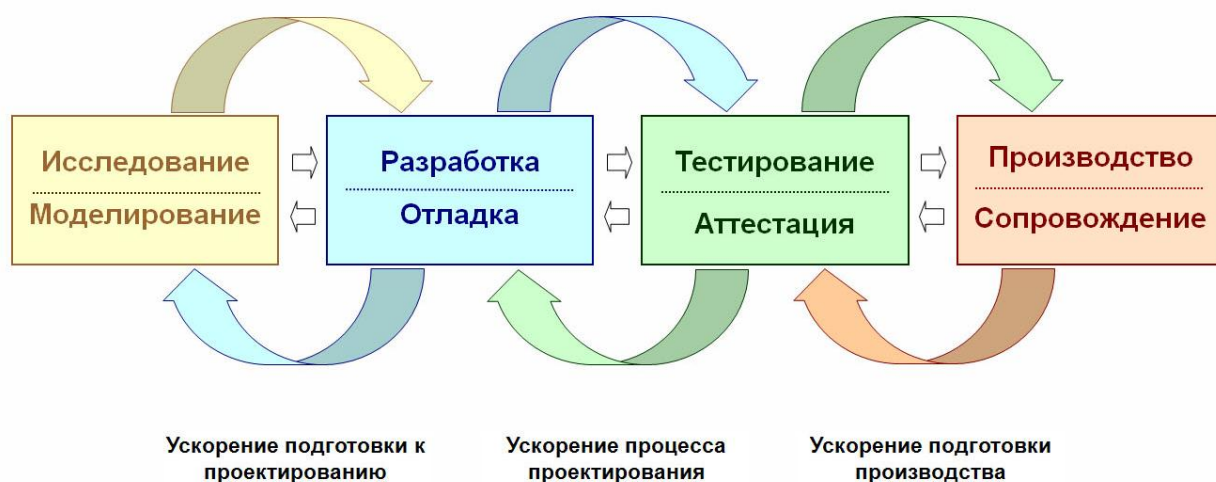 Исследование
Моделирование
Разработка
Отладка
Тестирование
Аттестация
Производство
Сопровождение
Ускорение подготовки к
проектированию
Ускорение процесса
проектирования
Ускорение подготовки
производства